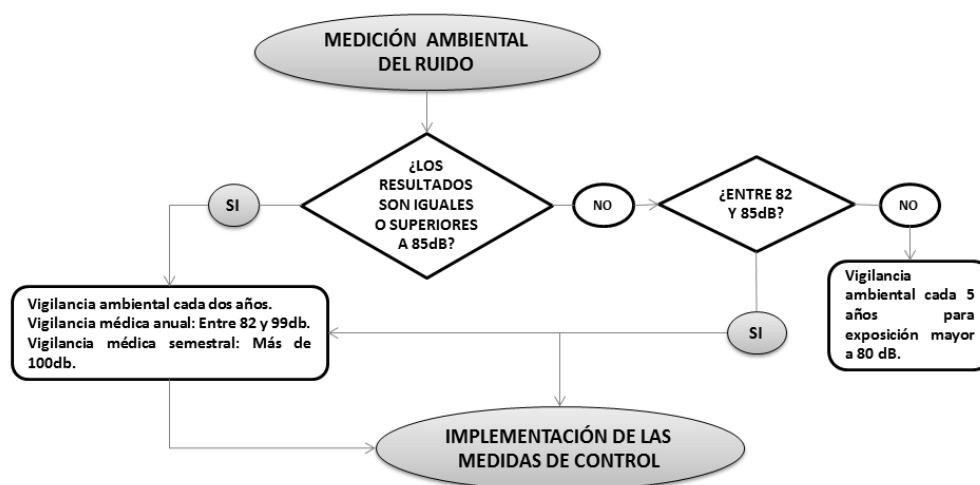 MEDICIÓN AMBIENTAL
DEL RUIDO
¿LOS
RESULTADOS
SON IGUALES
O SUPERIORES
A 85dB?
SI
NO
¿ENTRE 82
Y 85dB?
NO
Vigilancia ambiental cada dos años.
Vigilancia médica anual: Entre 82 y 99db.
Vigilancia médica semestral: Más de
100db.
SI
Vigilancia
ambiental cada 5
años para
exposición mayor
a 80 dB.
IMPLEMENTACIÓN DE LAS
MEDIDAS DE CONTROL